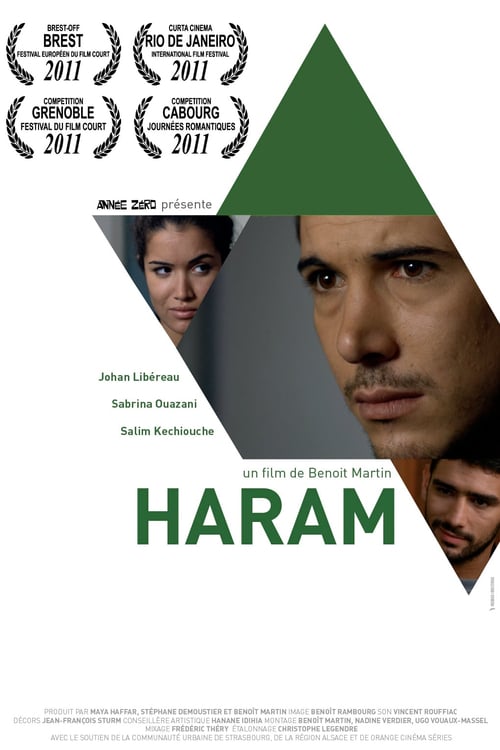 BREST-OFF
BREST
FESTIVAL EUROPÉEN DU FILM COURT
2011
CURTA CINEMA
RIO DE JANEIRO
INTERNATIONAL FILM FESTIVAL
2011
COMPETITION
GRENOBLE
FESTIVAL DU FILM COURT
2011
COMPETITION
CABOURG
JOURNÉES ROMANTIQUES
2011
ANNÉE ZÉRO présente
Johan Libéreau
Sabrina Ouazani
Salim Kechiouche
un film de Benoit Martin
HARAM
PRODUIT PAR MAYA HAFFAR, STÉPHANE DEMOUSTIER ET BENOÎT MARTIN IMAGE BENOÎT RAMBOURG SON VINCENT ROUFFIAC
DÉCORS JEAN-FRANÇOIS STURM CONSEILLÈRE ARTISTIQUE HANANE IDIHIA MONTAGE BENOÎT MARTIN, NADINE VERDIER, UGO VOUAUX-MASSEL
MIXAGE FRÉDÉRIC THÉRY ÉTALONNAGE CHRISTOPHE LEGENDRE
AVEC LE SOUTIEN DE LA COMMUNAUTÉ URBAINE DE STRASBOURG, DE LA RÉGION ALSACE ET DE ORANGE CINÉMA SÉRIES